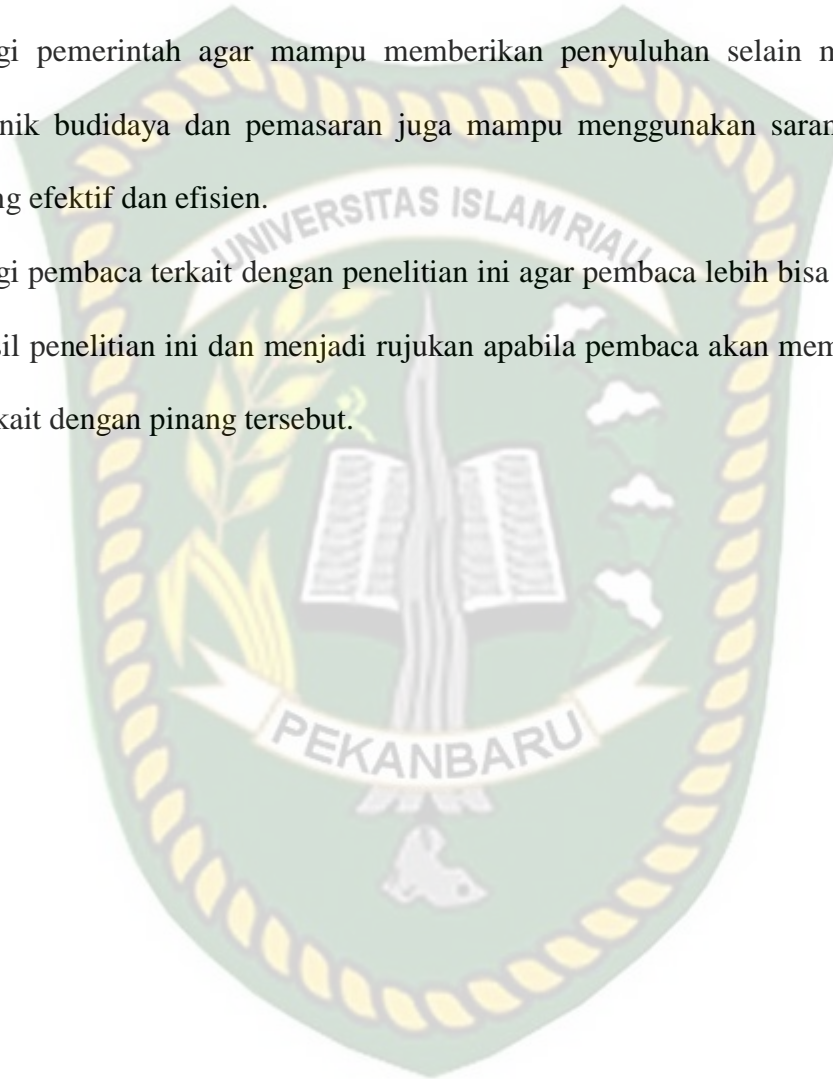 gi pemerintah agar mampu memberikan penyuluhan selain m
nik budidaya dan pemasaran juga mampu menggunakan saran
ng efektif dan efisien.
UNIVERSITAS ISLAM RIAU
gi pembaca terkait dengan penelitian ini agar pembaca lebih bisa
sil penelitian ini dan menjadi rujukan apabila pembaca akan mem
kait dengan pinang tersebut.
PEKANBARU